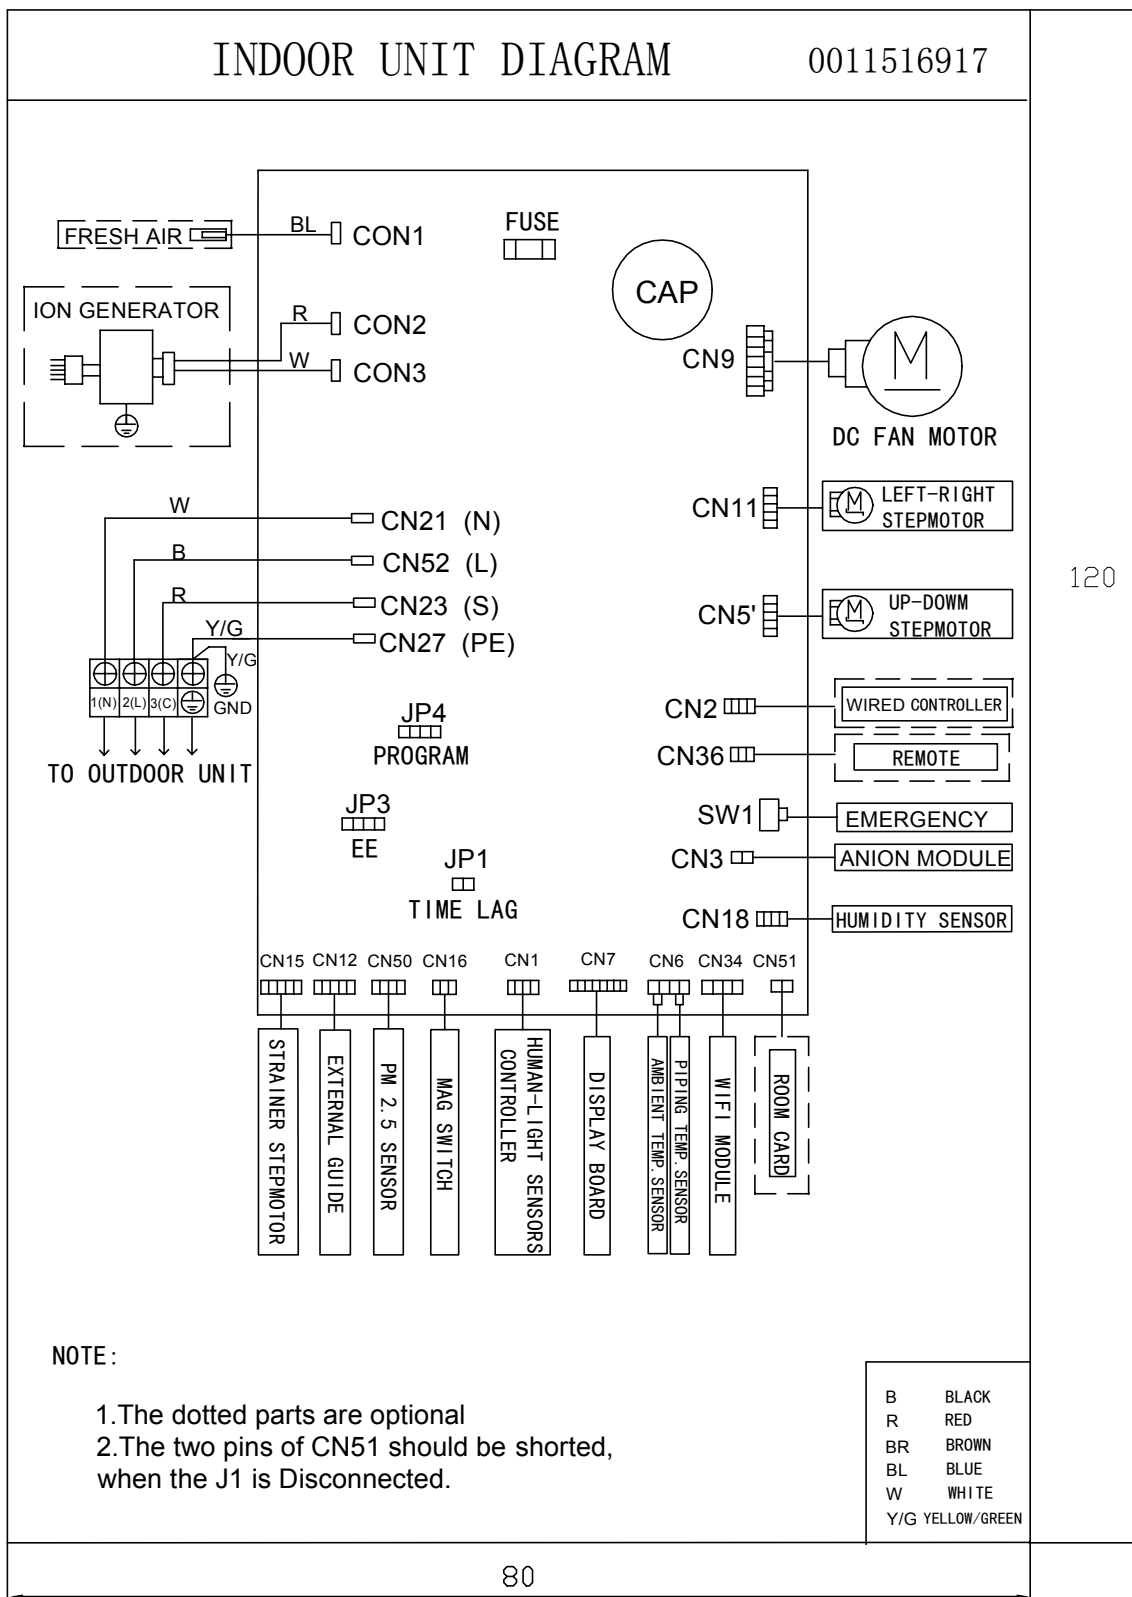 INDOOR UNIT DIAGRAM 0011516917
FUSE
FRESH AIR
BL
CON1
CAP
ION GENERATOR
R
CON2
W
CON3
CN9
M
DC FAN MOTOR
W
CN21 (N)
B
CN52 (L)
R
CN23 (S)
Y/G
CN27 (PE)
Y/G
1(N) 2(L) 3(C)
GND
TO OUTDOOR UNIT
CN11
M
LEFT-RIGHT
STEPMOTOR
CN5'
M
UP-DOWM
STEPMOTOR
120
CN2
WIRED CONTROLLER
CN36
REMOTE
SW1
EMERGENCY
CN3
ANION MODULE
CN18
HUMIDITY SENSOR
JP4
PROGRAM
JP3
EE
JP1
TIME LAG
CN15 CN12 CN50 CN16 CN1 CN7 CN6 CN34 CN51
STRAINER STEPMOTOR
EXTERNAL GUIDE
PM 2.5 SENSOR
MAG SWITCH
HUMAN-LIGHT SENSORS
CONTROLLER
DISPLAY BOARD
AMBIENT TEMP.SENSOR
PIPING TEMP.SENSOR
WIFI MODULE
ROOM CARD
NOTE:
1.The dotted parts are optional
2.The two pins of CN51 should be shorted,
when the J1 is Disconnected.
B BLACK
R RED
BR BROWN
BL BLUE
W WHITE
Y/G YELLOW/GREEN
80